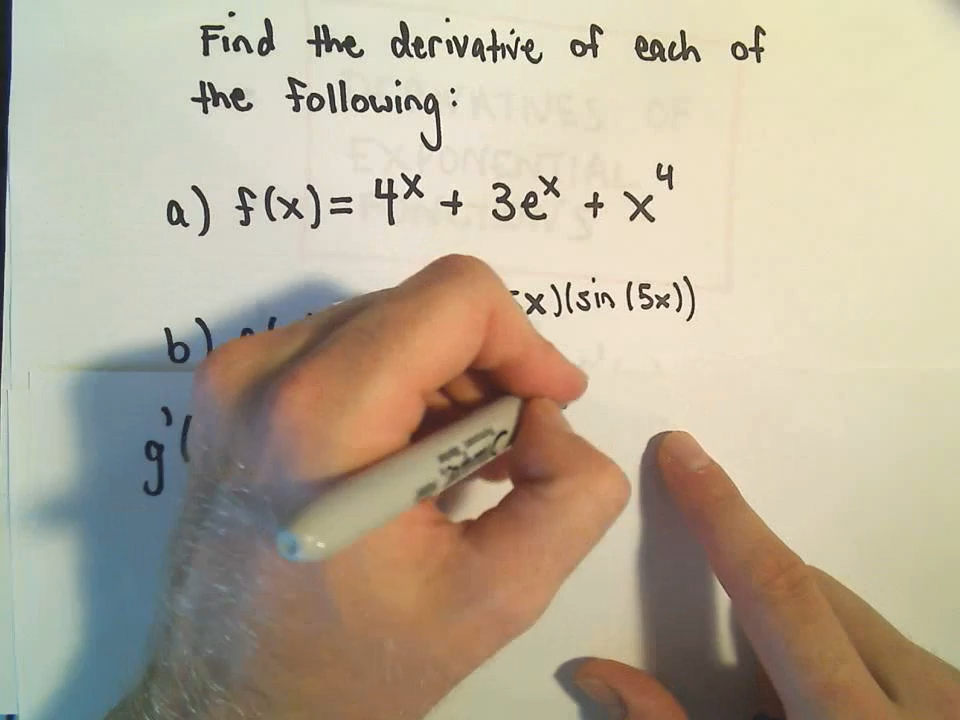 Find the derivative of each of
the following:
a) f(x) = 4^x + 3e^x + x^4
b) x)(sin (5x))
g'(